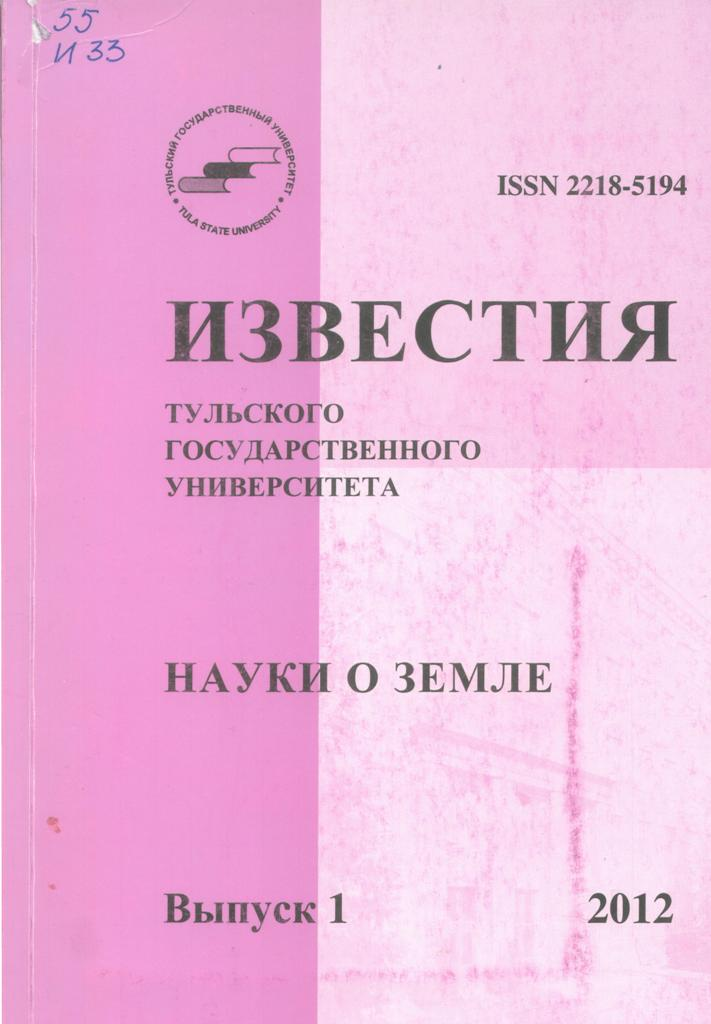 55
И 33
ТУЛЬСКИЙ ГОСУДАРСТВЕННЫЙ УНИВЕРСИТЕТ
TULA STATE UNIVERSITY
ISSN 2218-5194
ИЗВЕСТИЯ
ТУЛЬСКОГО
ГОСУДАРСТВЕННОГО
УНИВЕРСИТЕТА
НАУКИ О ЗЕМЛЕ
Выпуск 1
2012